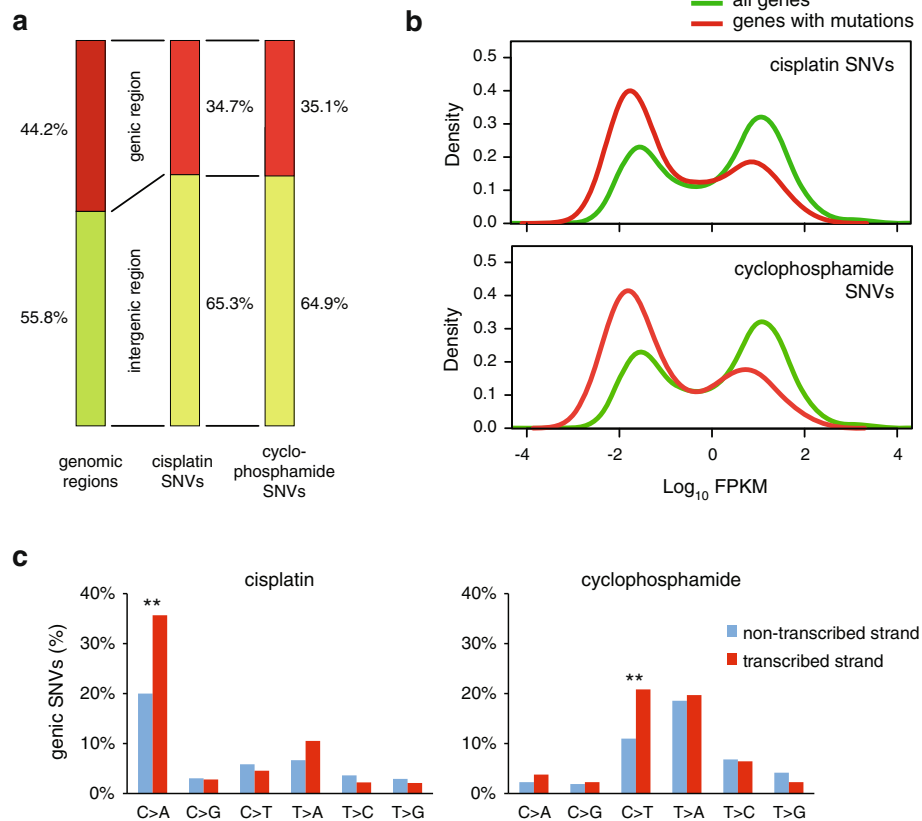 a
44.2%
55.8%
genic region
intergenic region
34.7%
65.3%
35.1%
64.9%
genomic
regions
cisplatin
SNVs
cyclo-
phosphamide
SNVs
b
all genes
genes with mutations
cisplatin SNVs
Density
0.5
0.4
0.3
0.2
0.1
0.0
cyclophosphamide
SNVs
Density
0.5
0.4
0.3
0.2
0.1
0.0
-4 -2 0 2 4
Log10 FPKM
c
cisplatin
genic SNVs (%)
40%
30%
20%
10%
0%
**
C>A C>G C>T T>A T>C T>G
cyclophosphamide
40%
30%
20%
10%
0%
**
C>A C>G C>T T>A T>C T>G
non-transcribed strand
transcribed strand